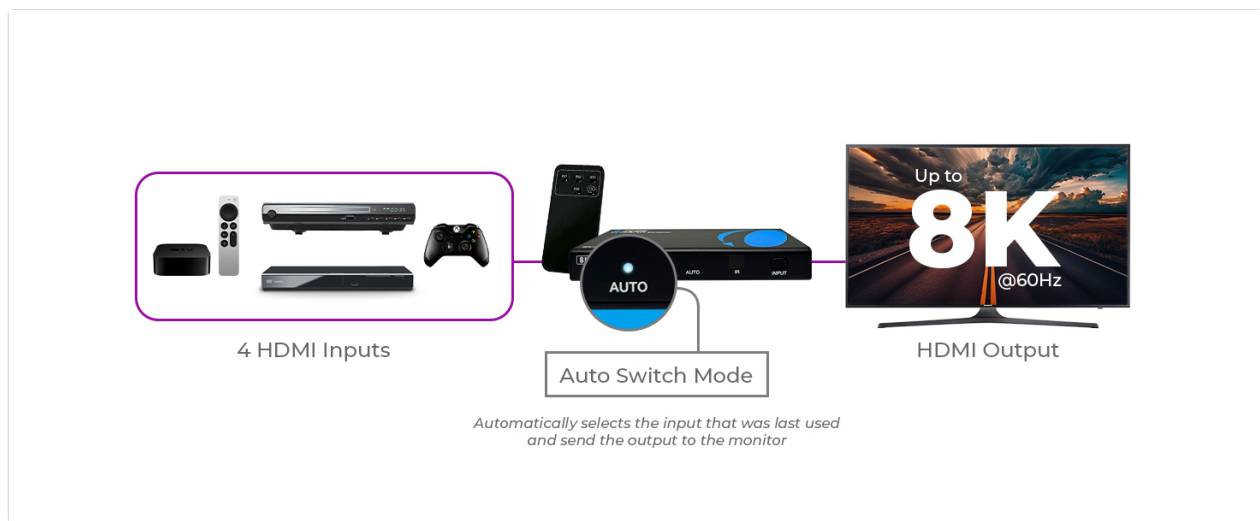 Up to
8K
@60Hz
AUTO
IR
INPUT
AUTO
4 HDMI Inputs
HDMI Output
Auto Switch Mode
Automatically selects the input that was last used
and send the output to the monitor